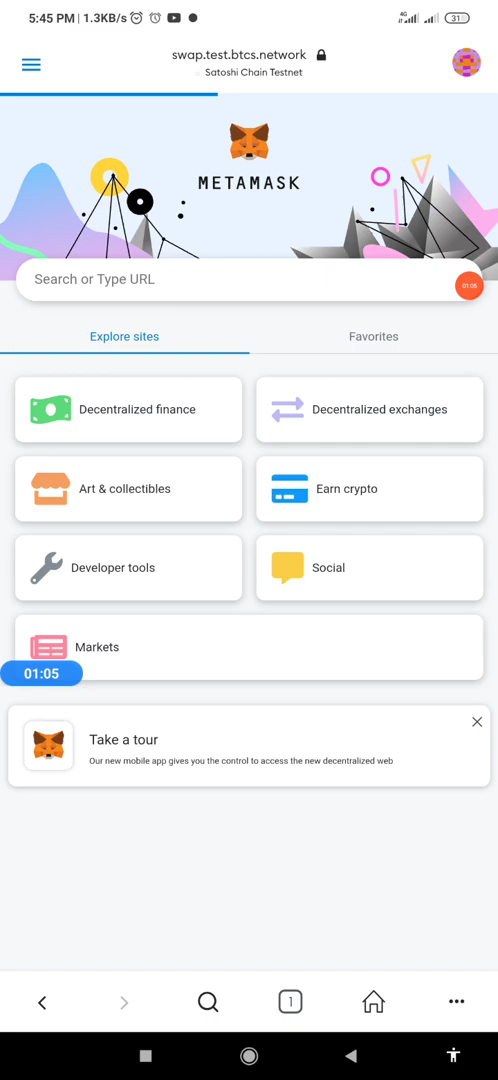 5:45 PM | 1.3KB/s
4G
31
swap.test.btcs.network
Satoshi Chain Testnet
METAMASK
Search or Type URL
01:05
Explore sites
Favorites
Decentralized finance
Decentralized exchanges
Art & collectibles
Earn crypto
Developer tools
Social
Markets
01:05
Take a tour
Our new mobile app gives you the control to access the new decentralized web
1